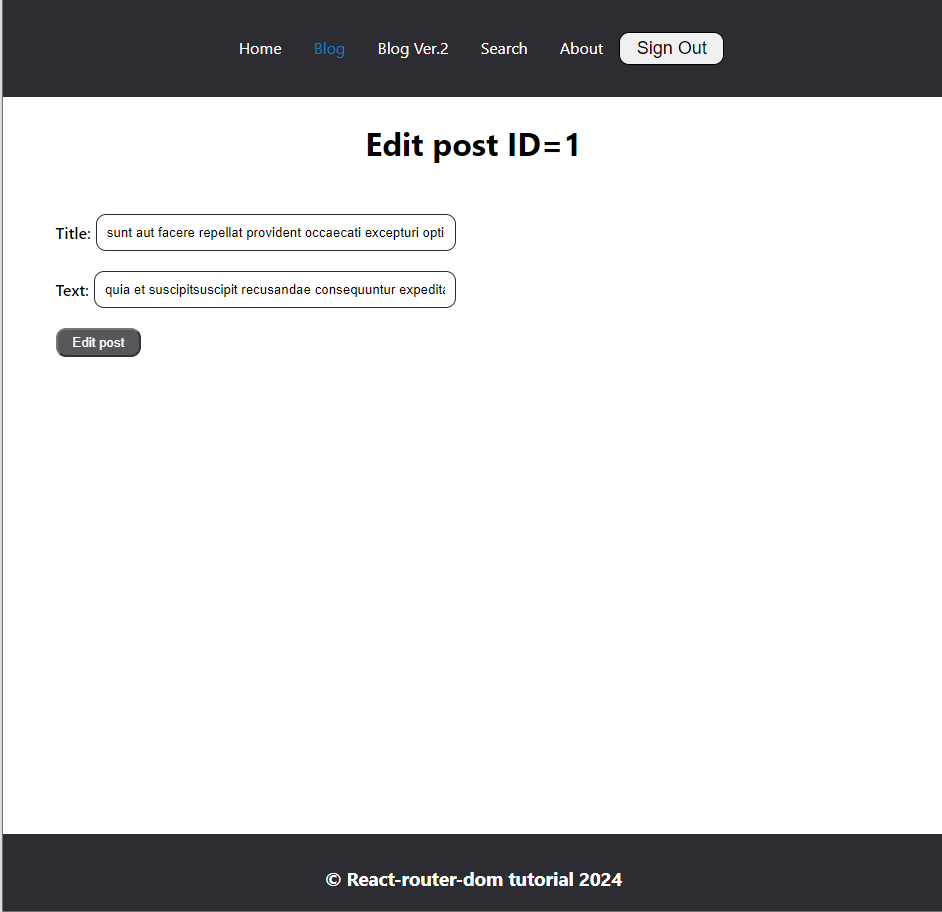 Home Blog Blog Ver.2 Search About Sign Out
Edit post ID=1
Title: sunt aut facere repellat provident occaecati excepturi opti
Text: quia et suscipitsuscipit recusandae consequuntur expedita
Edit post
© React-router-dom tutorial 2024